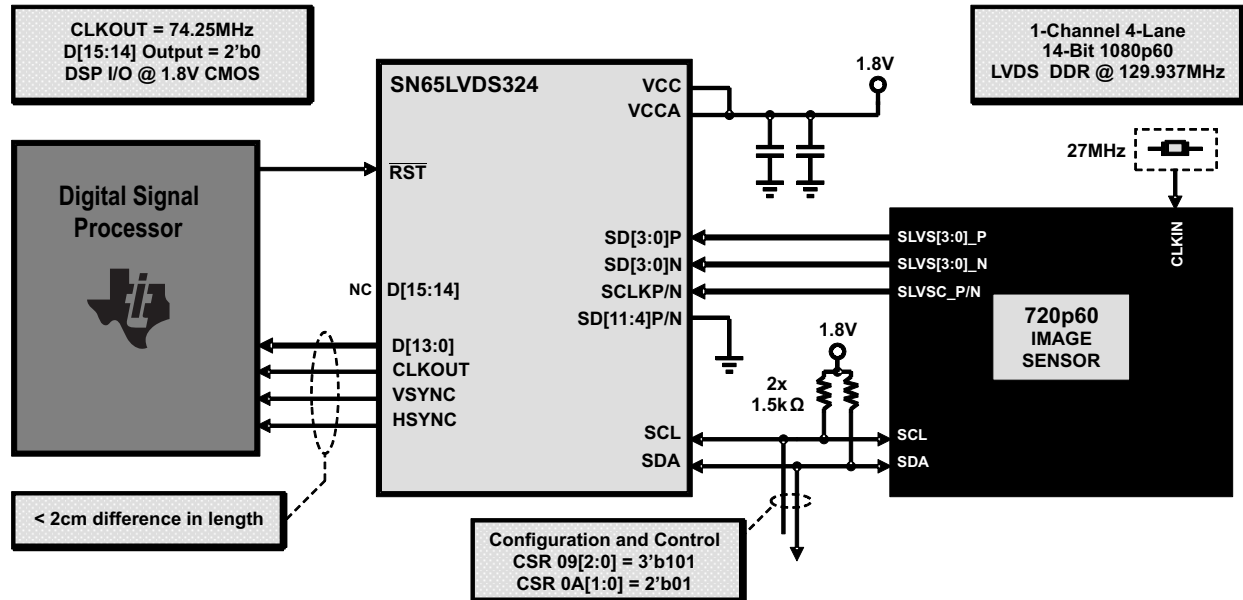 CLKOUT = 74.25MHz
D[15:14] Output = 2'b0
DSP I/O @ 1.8V CMOS
1-Channel 4-Lane
14-Bit 1080p60
LVDS DDR @ 129.937MHz
SN65LVDS324
VCC
VCCA
1.8V
27MHz
CLKIN
Digital Signal
Processor
RST
SD[3:0]P
SD[3:0]N
SCLKP/N
SD[11:4]P/N
SLVS[3:0]_P
SLVS[3:0]_N
SLVSC_P/N
NC
D[15:14]
D[13:0]
CLKOUT
VSYNC
HSYNC
720p60
IMAGE
SENSOR
1.8V
2x
1.5kΩ
SCL
SDA
SCL
SDA
< 2cm difference in length
Configuration and Control
CSR 09[2:0] = 3'b101
CSR 0A[1:0] = 2'b01